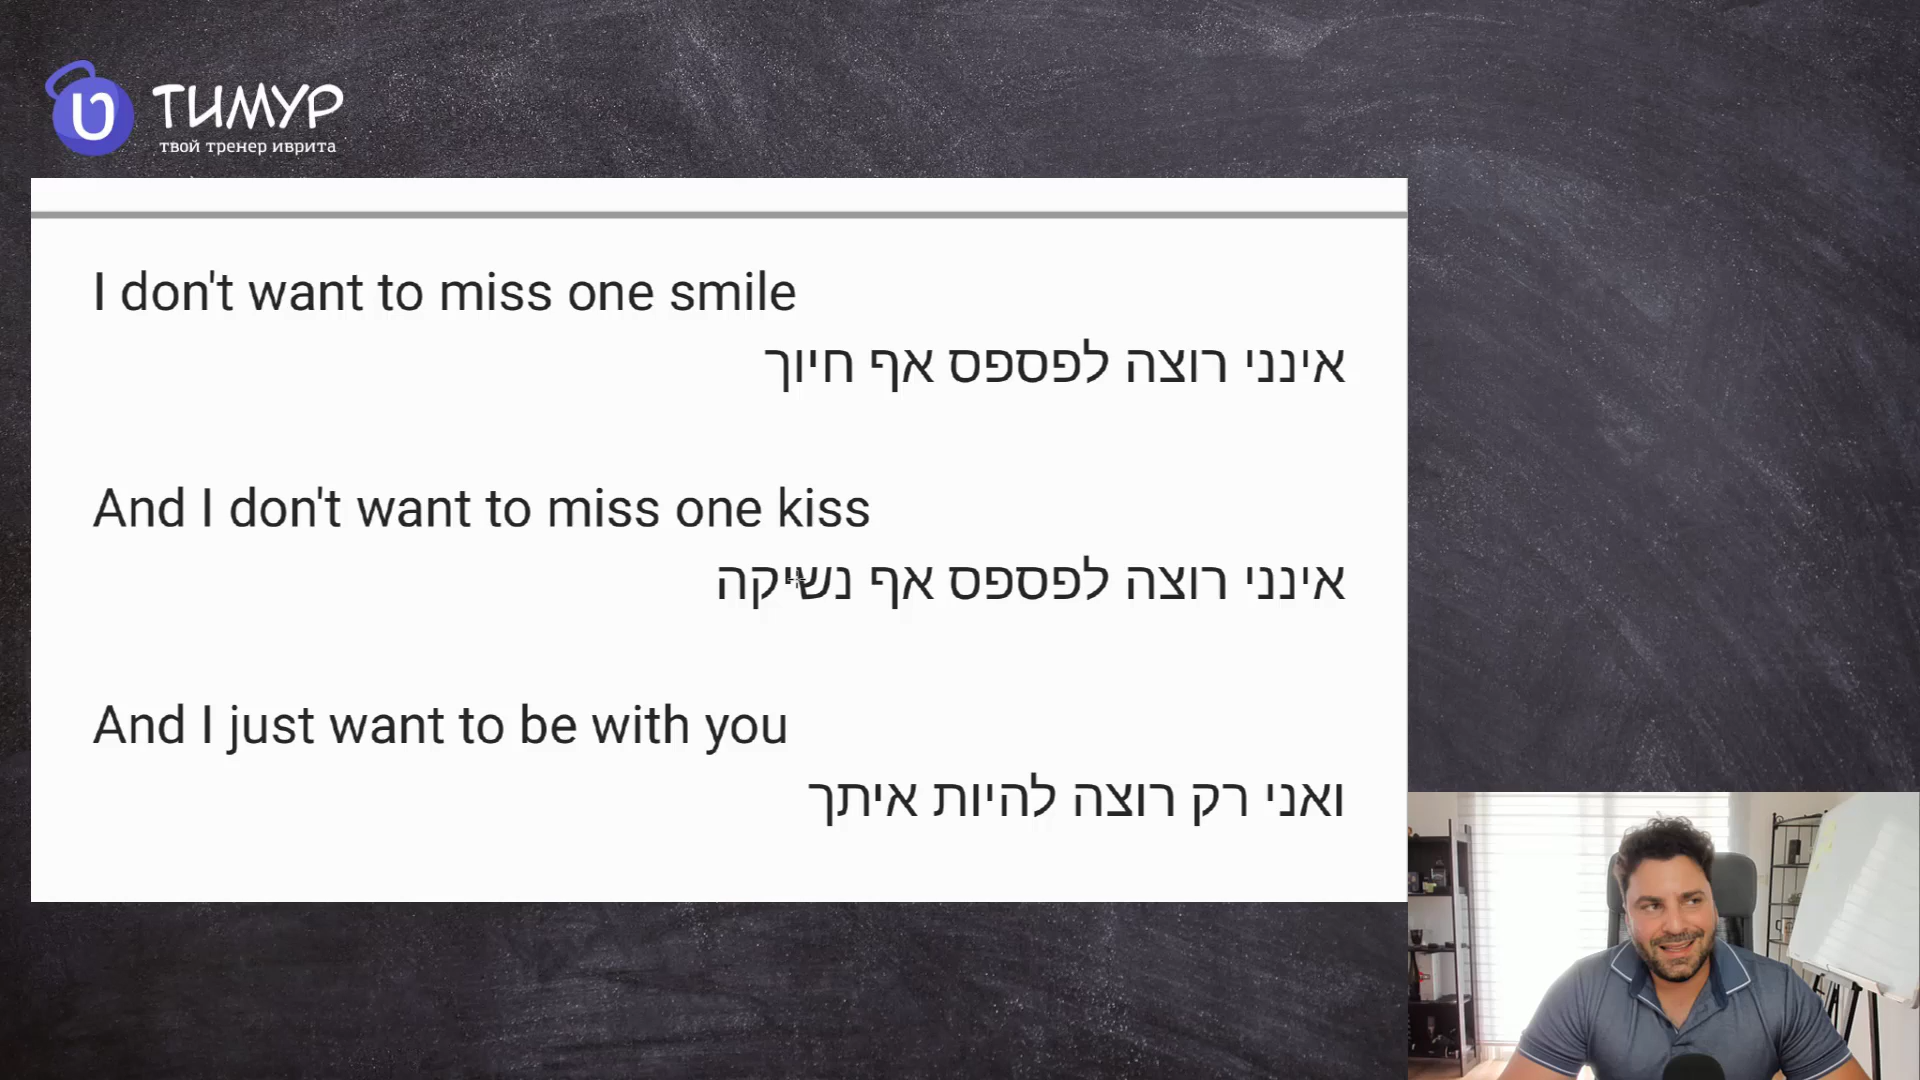 ТИМУР
твой тренер иврита
I don't want to miss one smile
אינני רוצה לפספס אף חיוך
And I don't want to miss one kiss
אינני רוצה לפספס אף נשיקה
And I just want to be with you
ואני רק רוצה להיות איתך